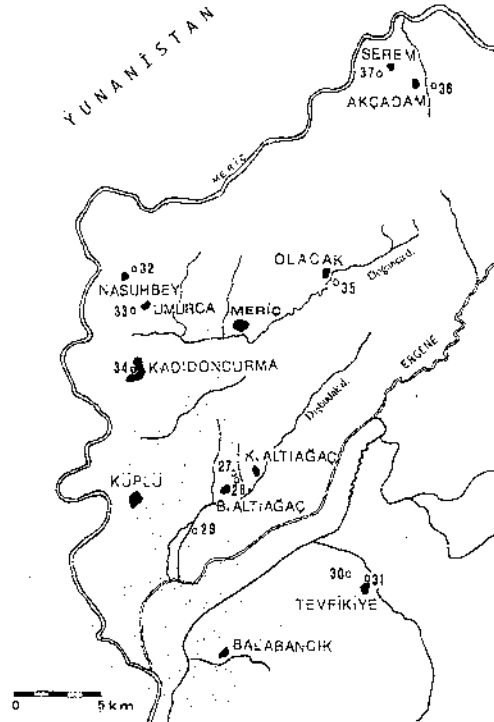 YUNANİSTAN
SEREM
37
36
AKÇADAM
MERİÇ
32
NASUHBEY
33
UMURCA
OLACAK
35
MERİÇ
ERGENE
34
KADIDONDURMA
27
K.ALTIAĞAÇ
28
B.ALTIAĞAÇ
KÜPLÜ
29
30
31
TEVFİKİYE
BALABANCIK
0 5 km